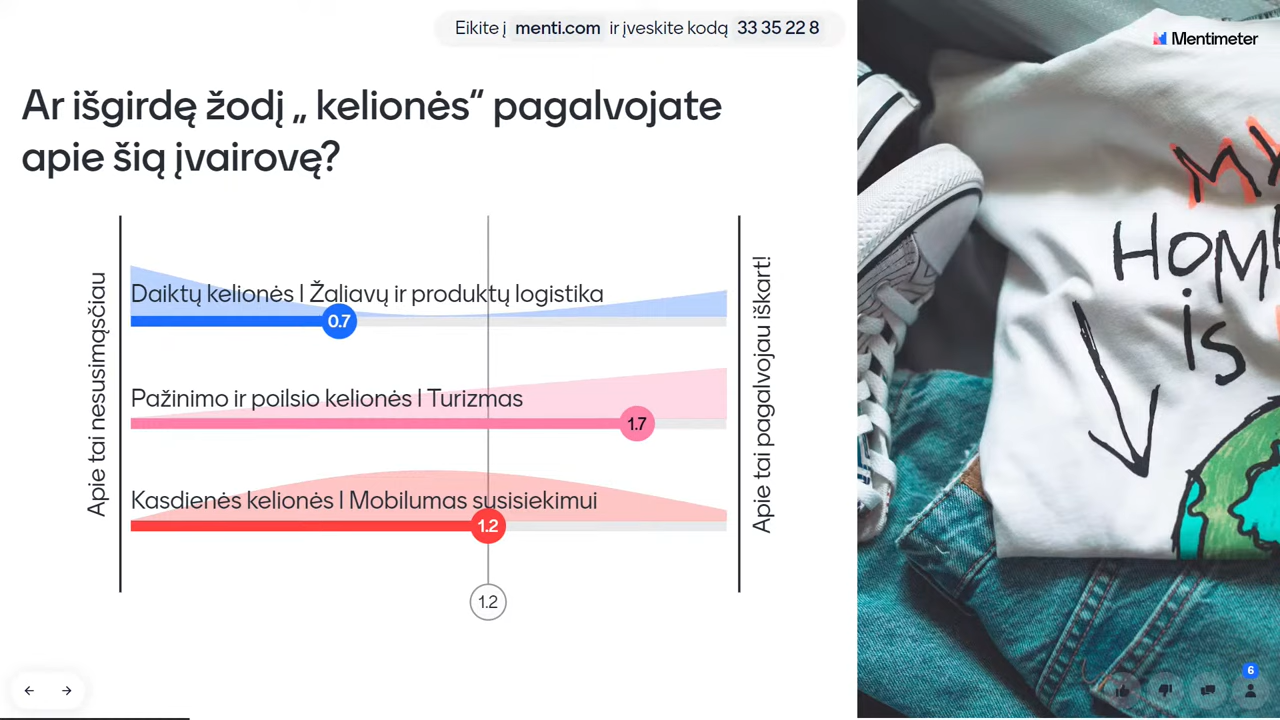 Eikite į menti.com ir įveskite kodą 33 35 22 8
Mentimeter
Ar išgirdę žodį „ kelionės“ pagalvojate
apie šią įvairovę?
Apie tai nesusimąsčiau
Daiktų kelionės | Žaliavų ir produktų logistika
0.7
Pažinimo ir poilsio kelionės | Turizmas
1.7
Kasdienės kelionės | Mobilumas susisiekimui
1.2
1.2
Apie tai pagalvojau iškart!
MY
HOME
is
6